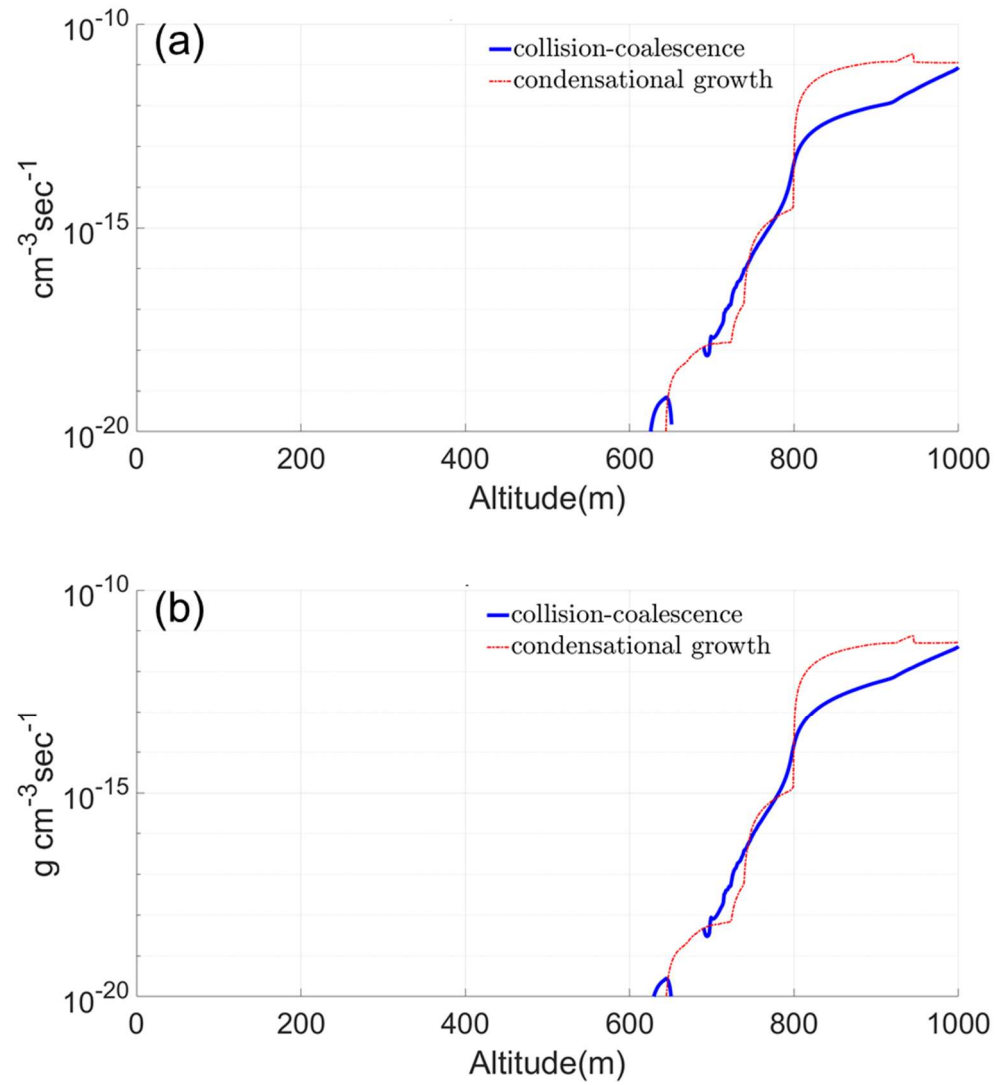 (a)
collision-coalescence
condensational growth
10^-10
10^-15
10^-20
cm^-3sec^-1
0 200 400 600 800 1000
Altitude(m)
(b)
collision-coalescence
condensational growth
10^-10
10^-15
10^-20
g cm^-3sec^-1
0 200 400 600 800 1000
Altitude(m)